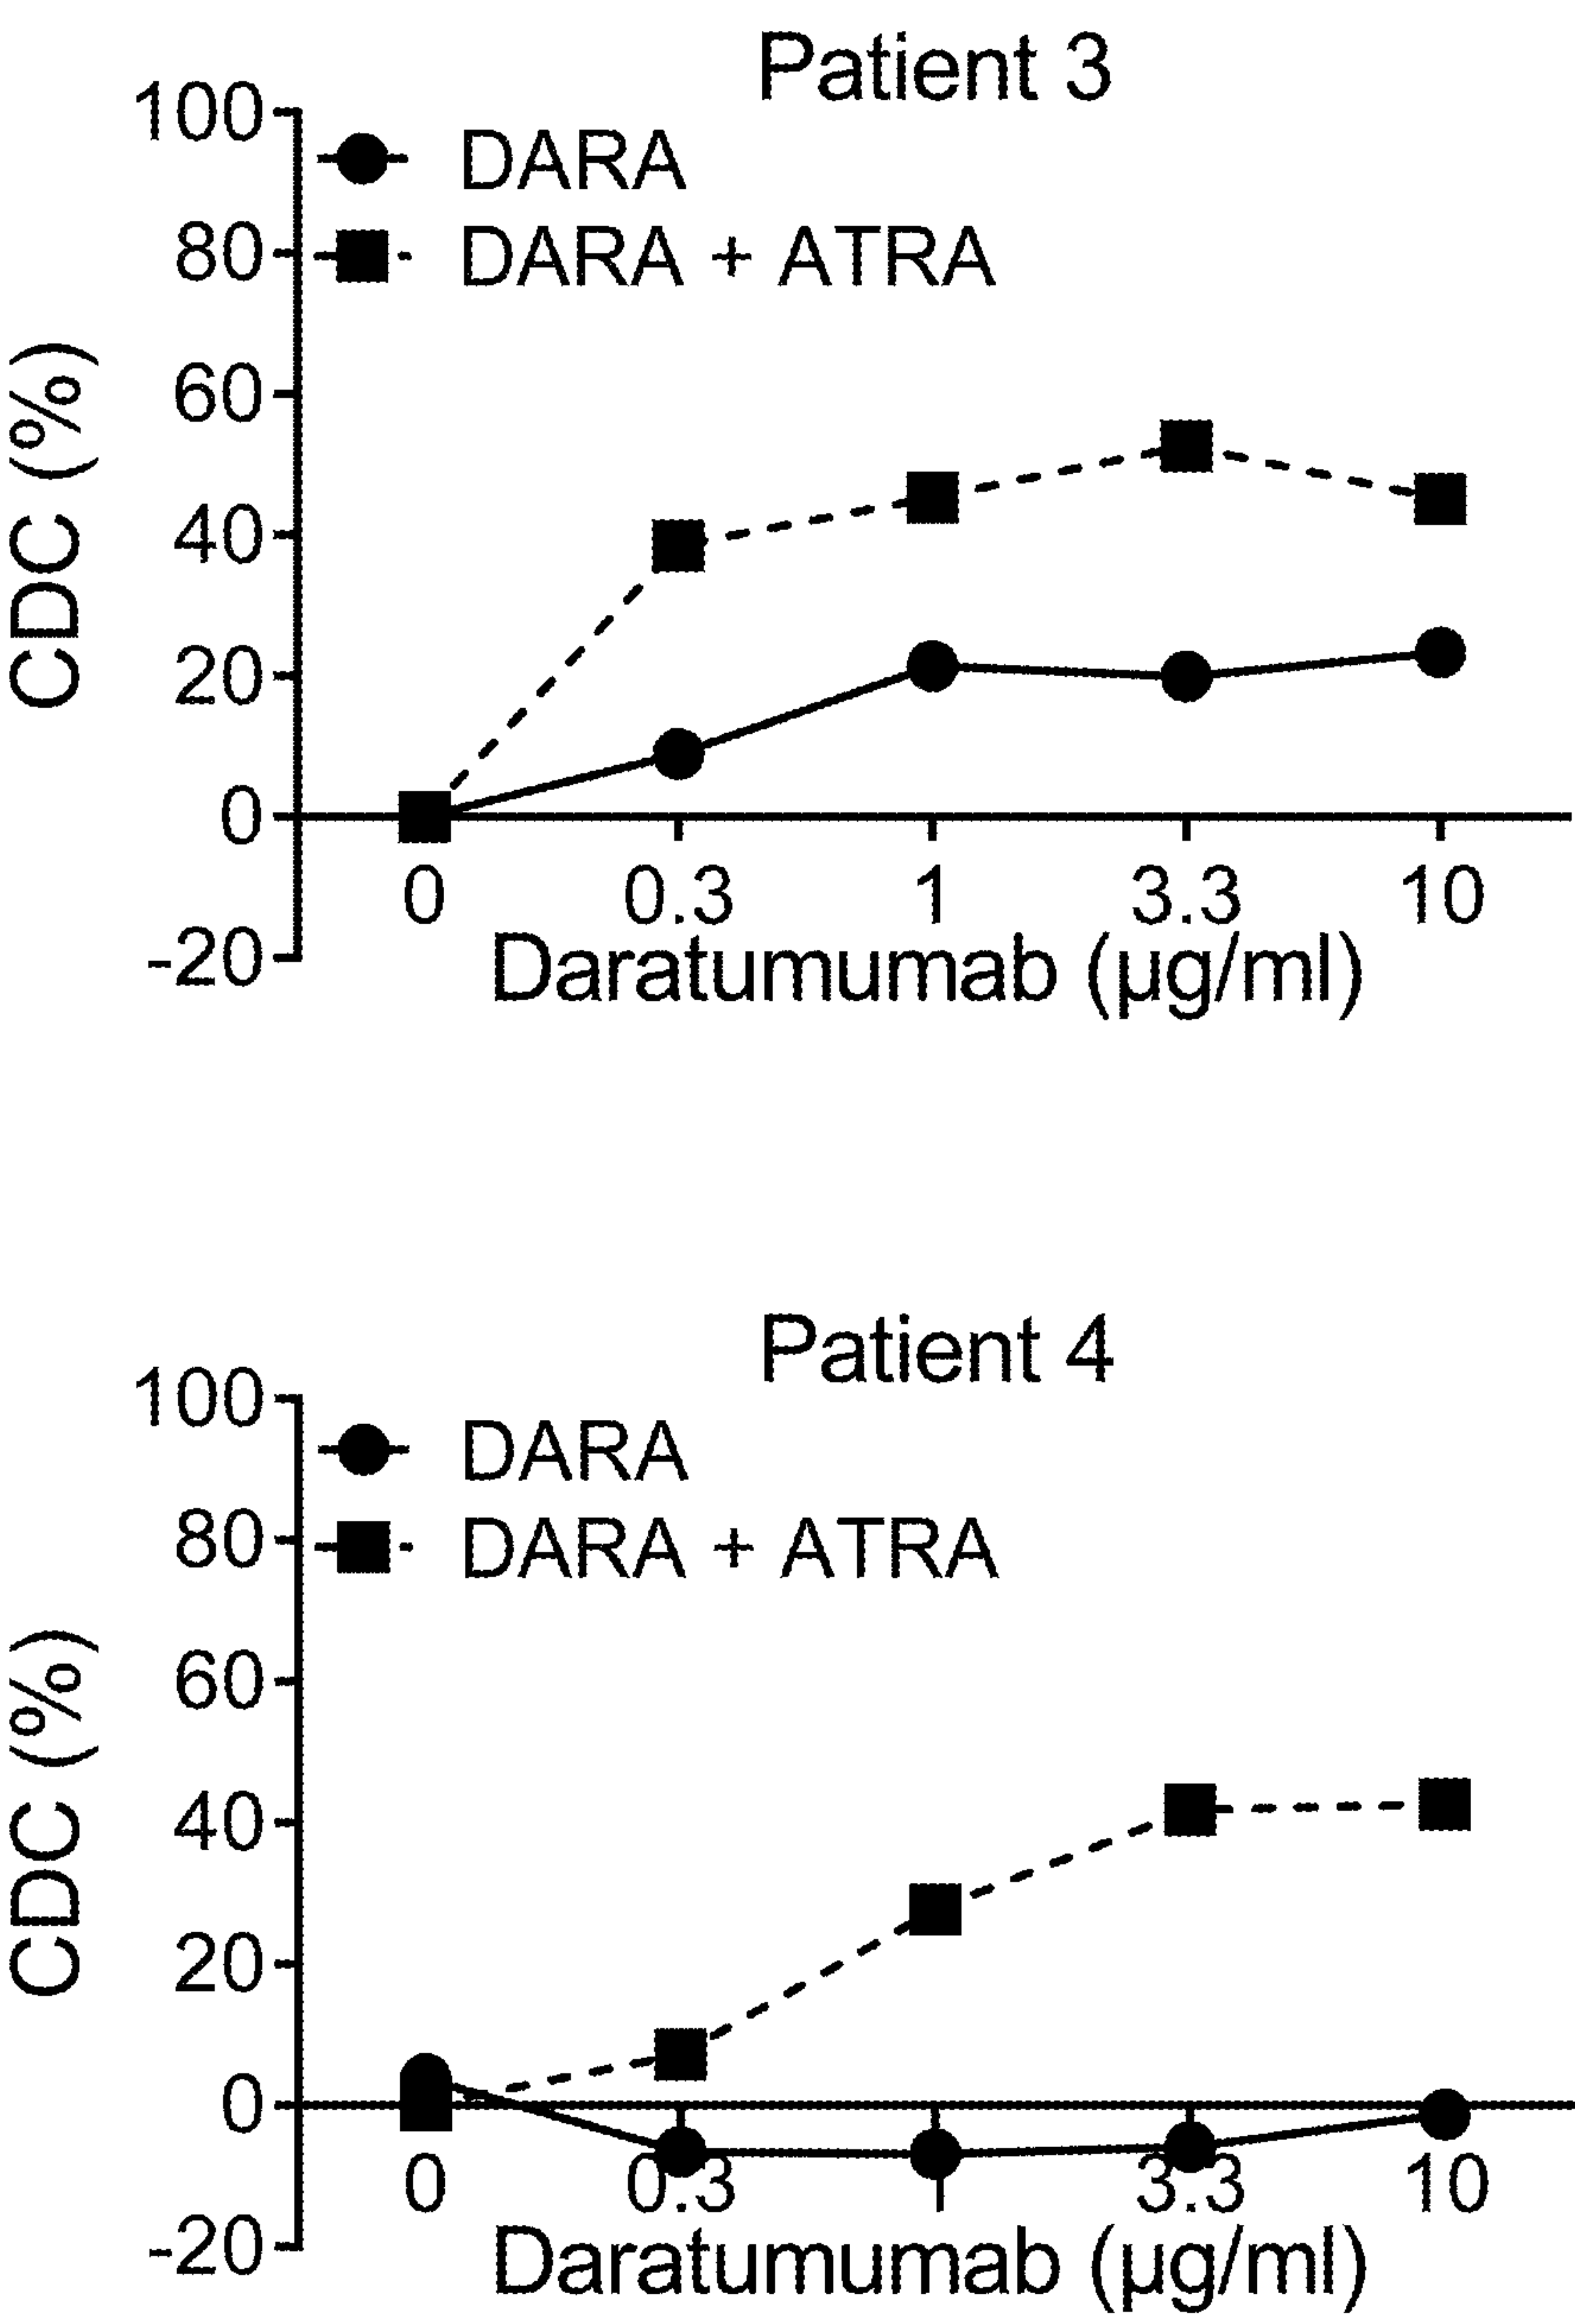 Patient 3
100
DARA
80
DARA + ATRA
60
CDC (%)
40
20
0
0 0.3 1 3.3 10
-20
Daratumumab (µg/ml)
Patient 4
100
DARA
80
DARA + ATRA
60
CDC (%)
40
20
0
0 0.3 1 3.3 10
-20
Daratumumab (µg/ml)